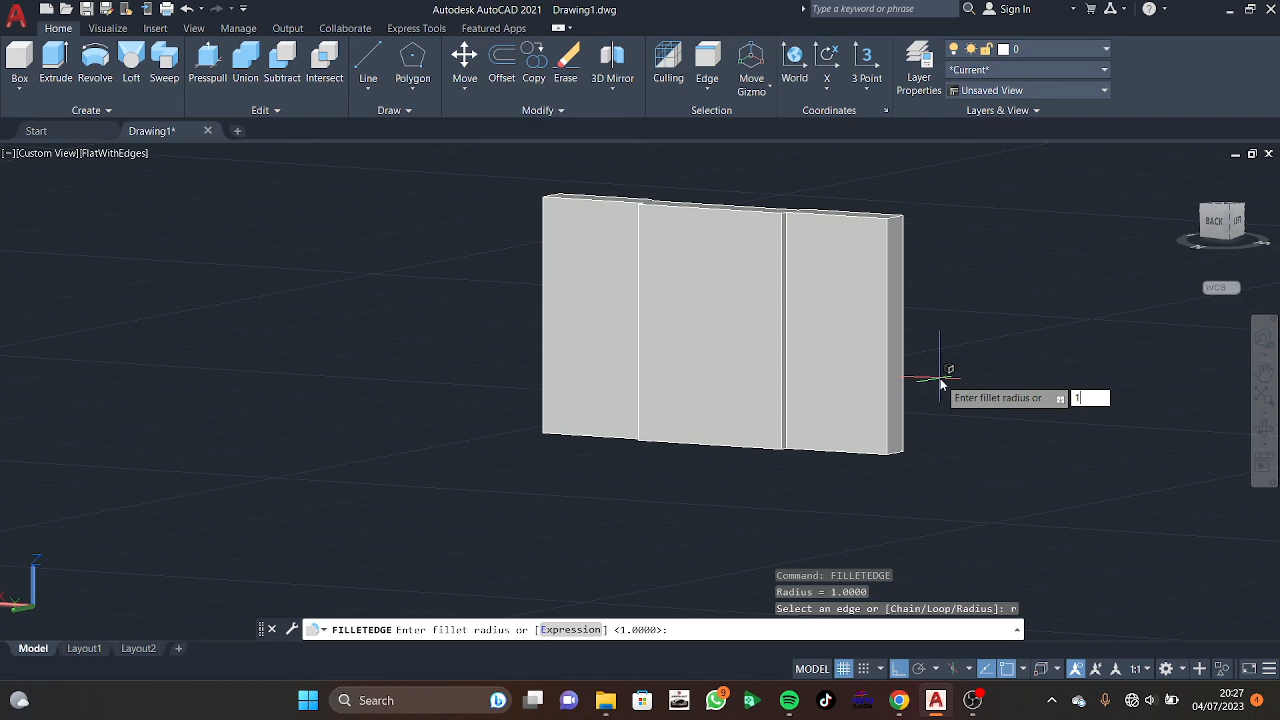 Autodesk AutoCAD 2021 Drawing1.dwg
Type a keyword or phrase
Sign In
Home Visualize Insert View Manage Output Collaborate Express Tools Featured Apps
Box Extrude Revolve Loft Sweep
Presspull Union Subtract Intersect
Line Polygon
Move Offset Copy Erase 3D Mirror
Culling Edge Move Gizmo
World X 3 Point
Layer Properties
0
*Current*
Unsaved View
Create Edit Draw Modify Selection Coordinates Layers & View
Start Drawing1*
[−][Custom View][FlatWithEdges]
BACK LEFT
WCS
Enter fillet radius or 1
Z
X
Y
Command: FILLETEDGE
Radius = 1.0000
Select an edge or [Chain/Loop/Radius]: r
FILLETEDGE Enter fillet radius or [Expression] <1.0000>:
Model Layout1 Layout2
MODEL 1:1
Search
9
20:27
04/07/2023
4